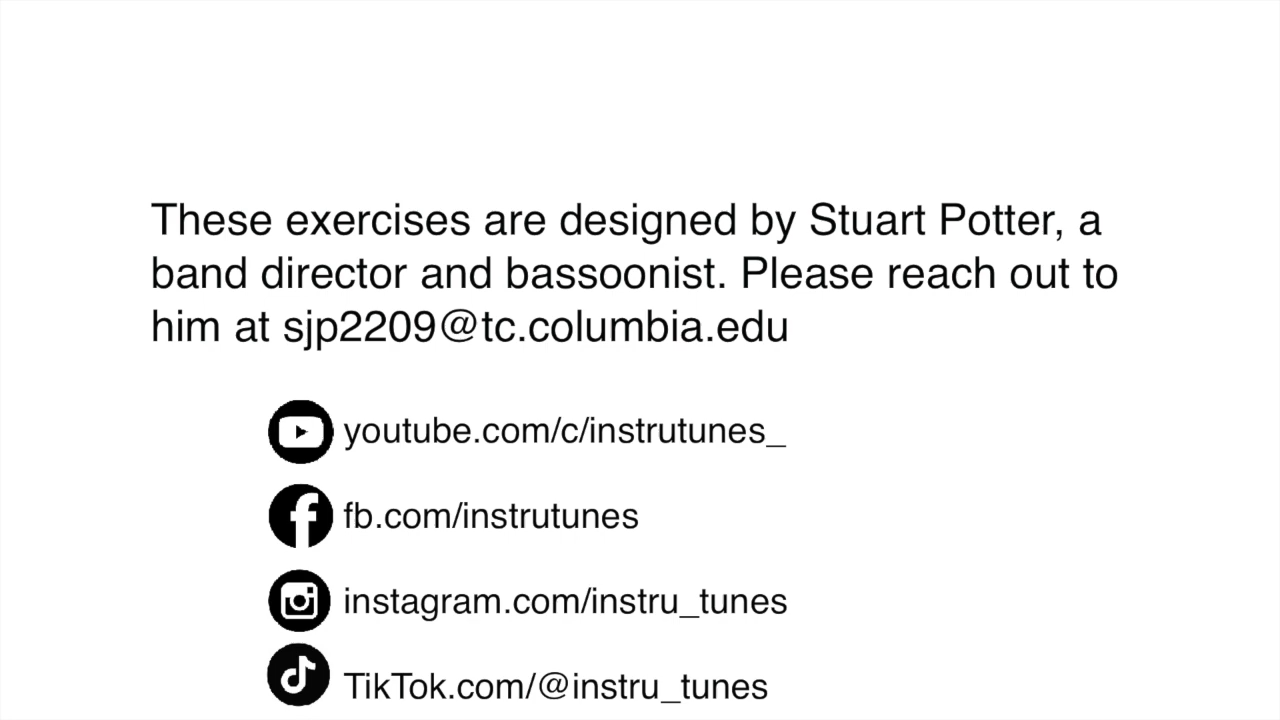 These exercises are designed by Stuart Potter, a
band director and bassoonist. Please reach out to
him at sjp2209@tc.columbia.edu
youtube.com/c/instrutunes_
fb.com/instrutunes
instagram.com/instru_tunes
TikTok.com/@instru_tunes